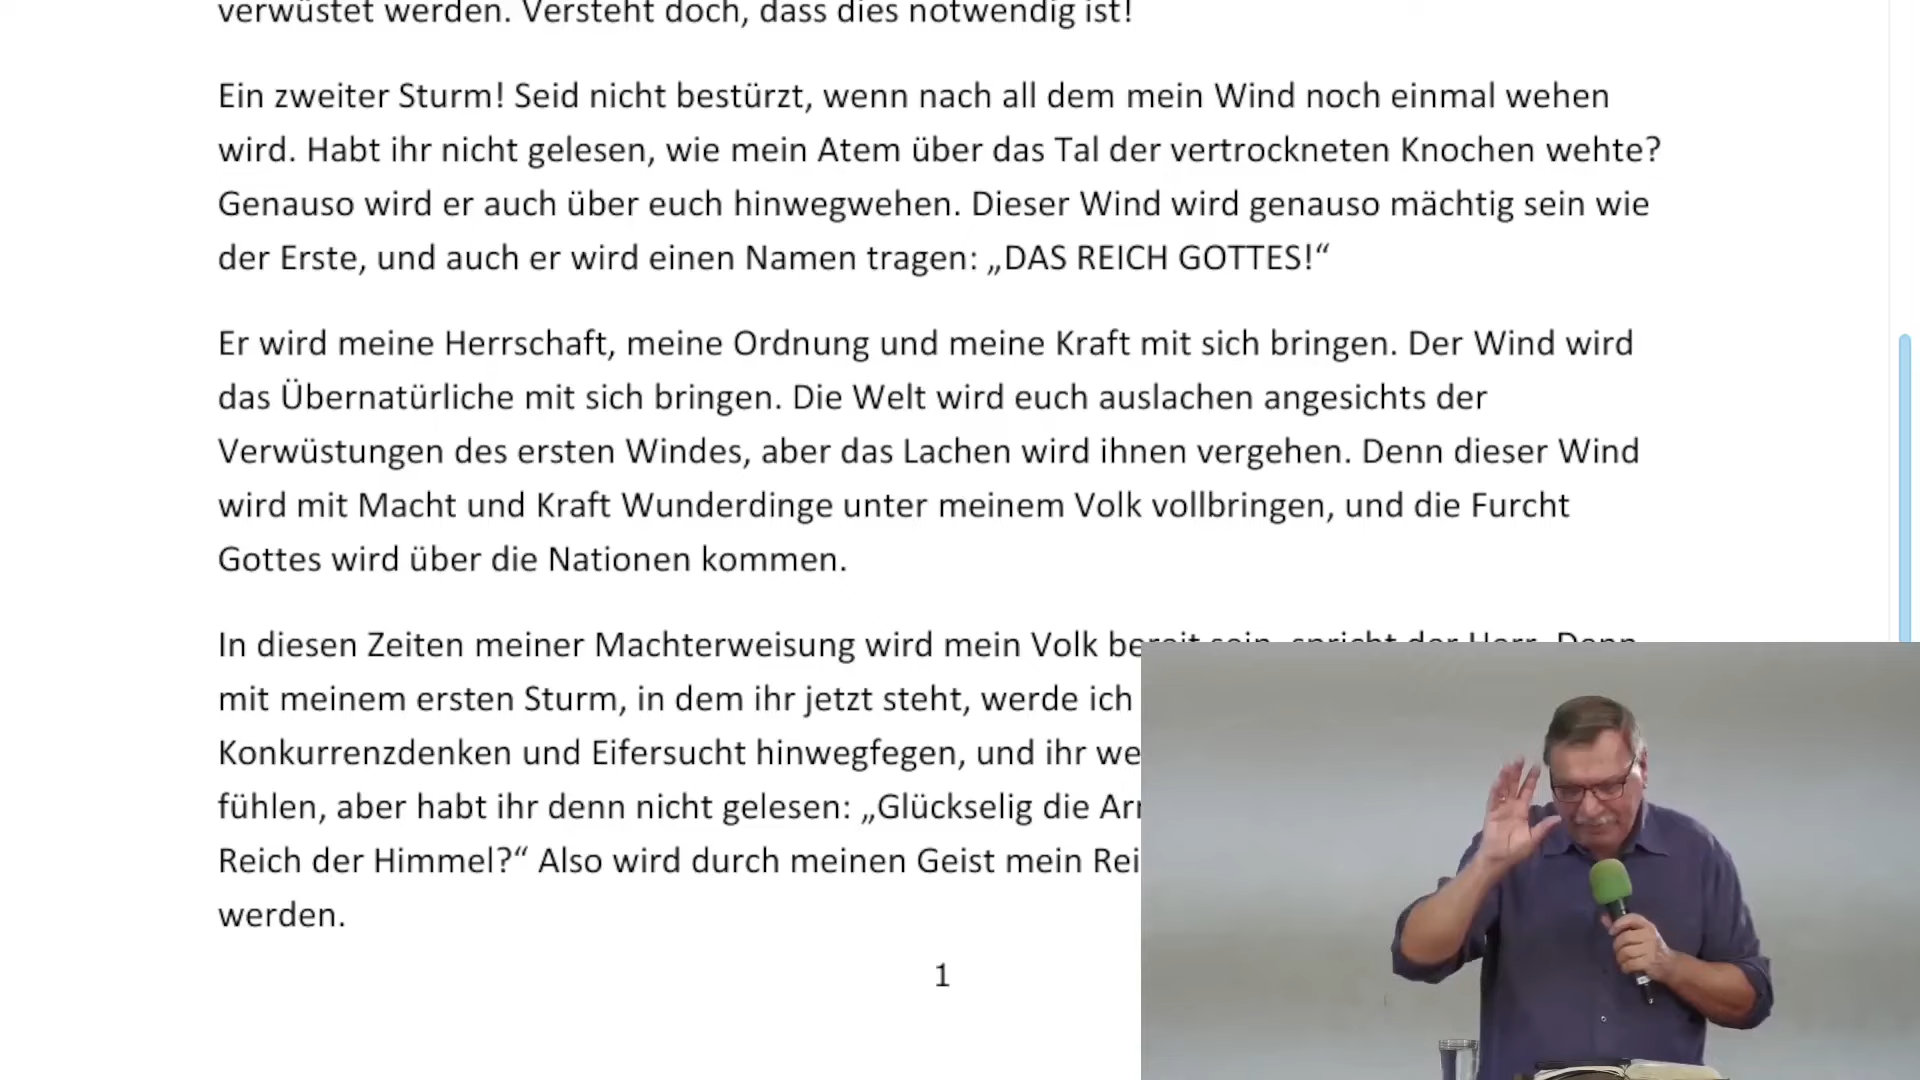 verwüstet werden. Versteht doch, dass dies notwendig ist!
Ein zweiter Sturm! Seid nicht bestürzt, wenn nach all dem mein Wind noch einmal wehen
wird. Habt ihr nicht gelesen, wie mein Atem über das Tal der vertrockneten Knochen wehte?
Genauso wird er auch über euch hinwegwehen. Dieser Wind wird genauso mächtig sein wie
der Erste, und auch er wird einen Namen tragen: „DAS REICH GOTTES!“
Er wird meine Herrschaft, meine Ordnung und meine Kraft mit sich bringen. Der Wind wird
das Übernatürliche mit sich bringen. Die Welt wird euch auslachen angesichts der
Verwüstungen des ersten Windes, aber das Lachen wird ihnen vergehen. Denn dieser Wind
wird mit Macht und Kraft Wunderdinge unter meinem Volk vollbringen, und die Furcht
Gottes wird über die Nationen kommen.
In diesen Zeiten meiner Machterweisung wird mein Volk bereit sein, spricht der Herr. Denn
mit meinem ersten Sturm, in dem ihr jetzt steht, werde ich
Konkurrenzdenken und Eifersucht hinwegfegen, und ihr
fühlen, aber habt ihr denn nicht gelesen: „Glückselig die
Reich der Himmel?“ Also wird durch meinen Geist mein
werden.
1